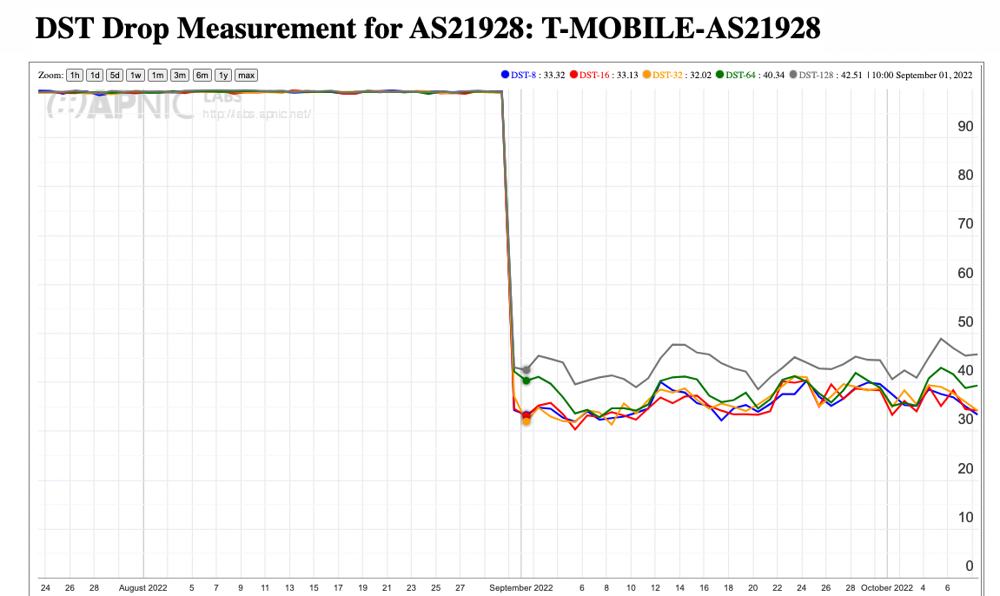 DST Drop Measurement for AS21928: T-MOBILE-AS21928
Zoom: 1h 1d 5d 1w 1m 3m 6m 1y max DST-8 : 33.32 DST-16 : 33.13 DST-32 : 32.02 DST-64 : 40.34 DST-128 : 42.51 | 10:00 September 01, 2022
(::) APNIC LABS
http://labs.apnic.net/
90
80
70
60
50
40
30
20
10
0
24 26 28 August 2022 5 7 9 11 13 15 17 19 21 23 25 27 September 2022 6 8 10 12 14 16 18 20 22 24 26 28 October 2022 4 6